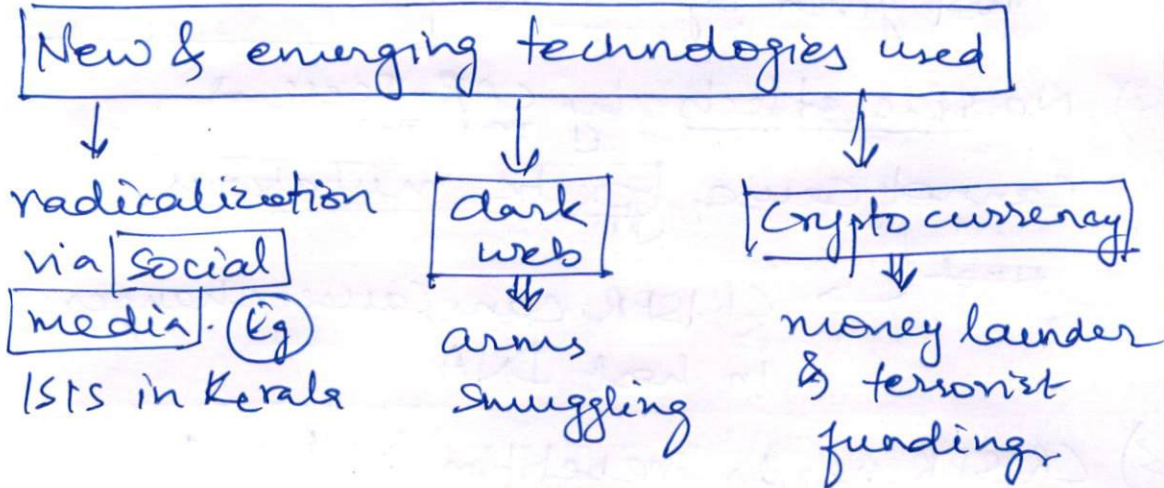 New & emerging technologies used
radicalization
via social
media. Eg
ISIS in Kerala
dark
web
arms
smuggling
cryptocurrency
money launder
& terrorist
funding